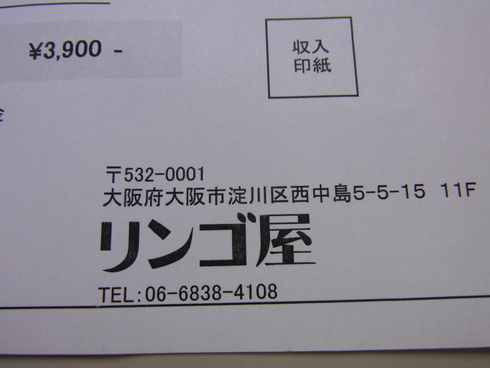 ¥3,900 -
収入
印紙
〒532-0001
大阪府大阪市淀川区西中島5-5-15 11F
リンゴ屋
TEL:06-6838-4108